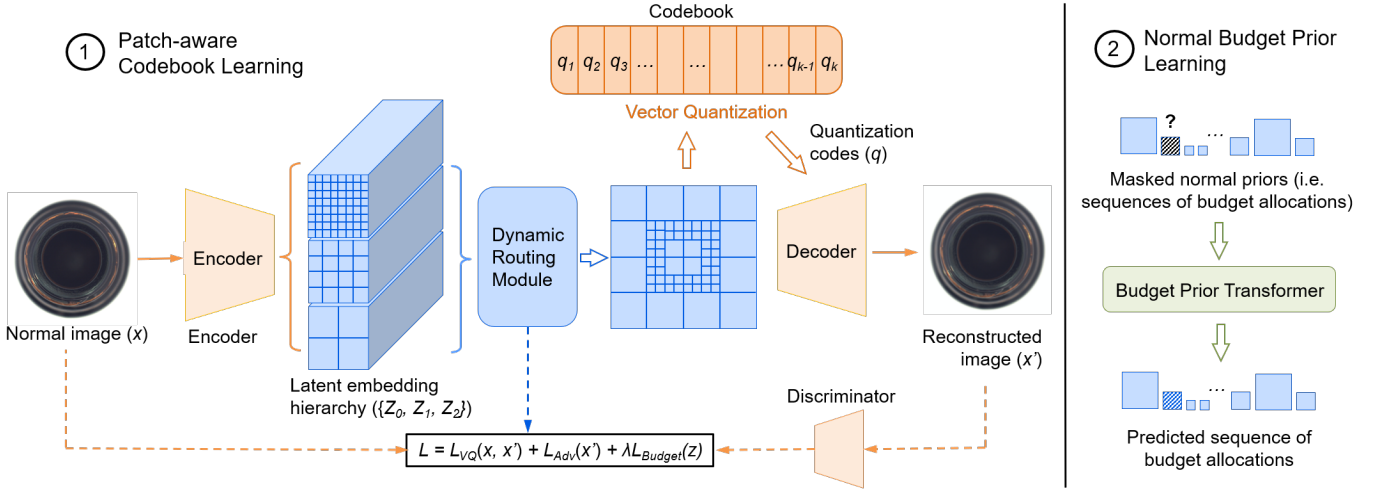 1
Patch-aware
Codebook Learning
Codebook
q1 q2 q3 ... ... ... qk-1 qk
Vector Quantization
Quantization
codes (q)
Encoder
Dynamic
Routing
Module
Decoder
Normal image (x)
Encoder
Latent embedding
hierarchy ({Z0, Z1, Z2})
Reconstructed
image (x’)
Discriminator
L = LVQ(x, x’) + LAdv(x’) + λLBudget(z)
2
Normal Budget Prior
Learning
?
...
Masked normal priors (i.e.
sequences of budget allocations)
Budget Prior Transformer
...
Predicted sequence of
budget allocations